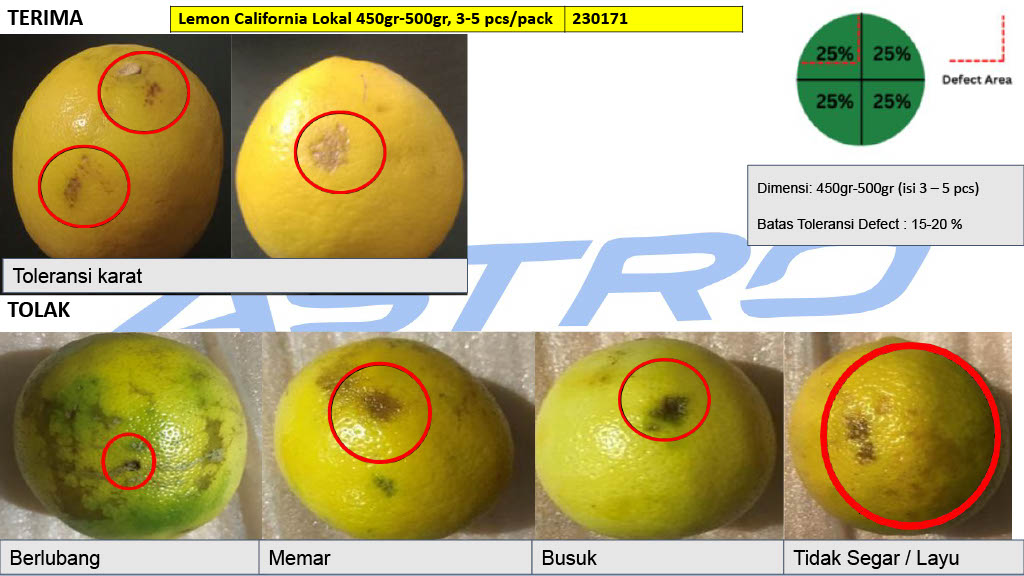 TERIMA
Lemon California Lokal 450gr-500gr, 3-5 pcs/pack 230171
25% 25%
25% 25%
Defect Area
Dimensi: 450gr-500gr (isi 3 – 5 pcs)
Batas Toleransi Defect : 15-20 %
Toleransi karat
ASTRO
TOLAK
Berlubang
Memar
Busuk
Tidak Segar / Layu